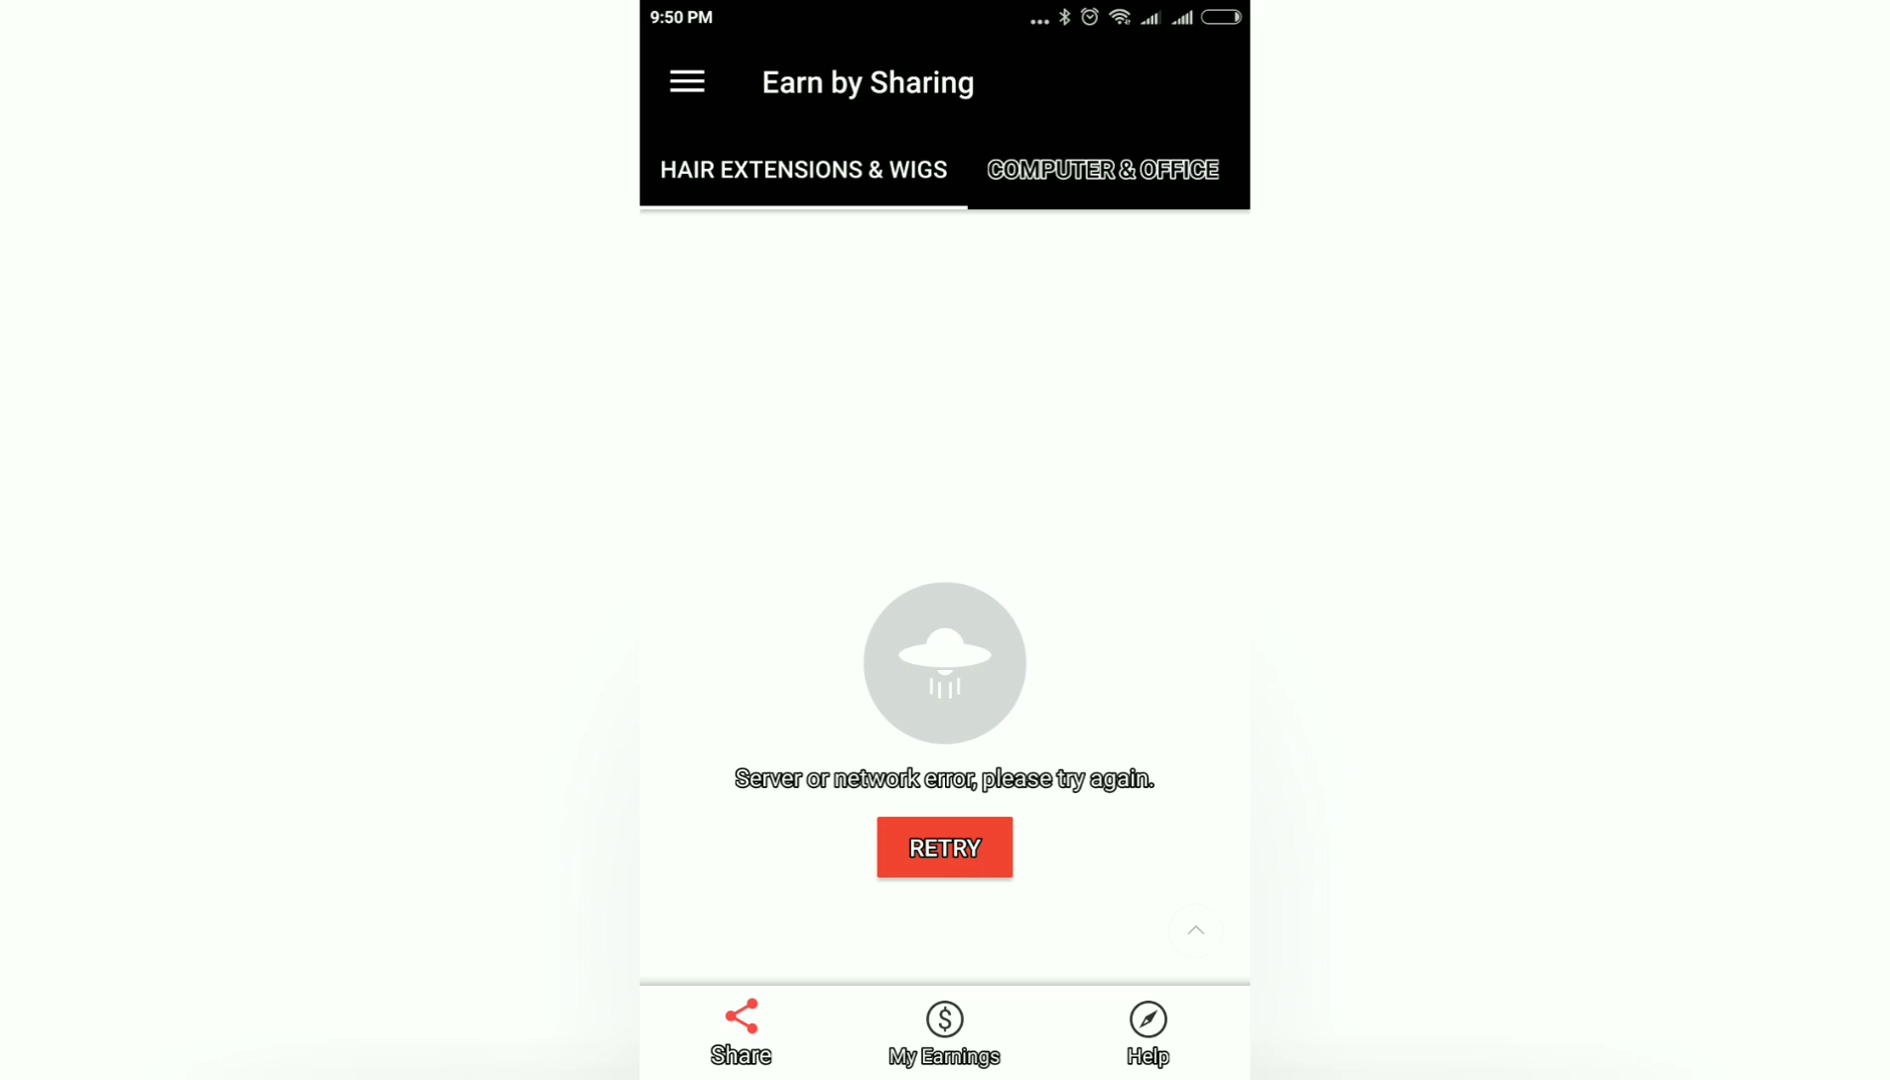 9:50 PM
Earn by Sharing
HAIR EXTENSIONS & WIGS
COMPUTER & OFFICE
Server or network error, please try again.
RETRY
Share
My Earnings
Help